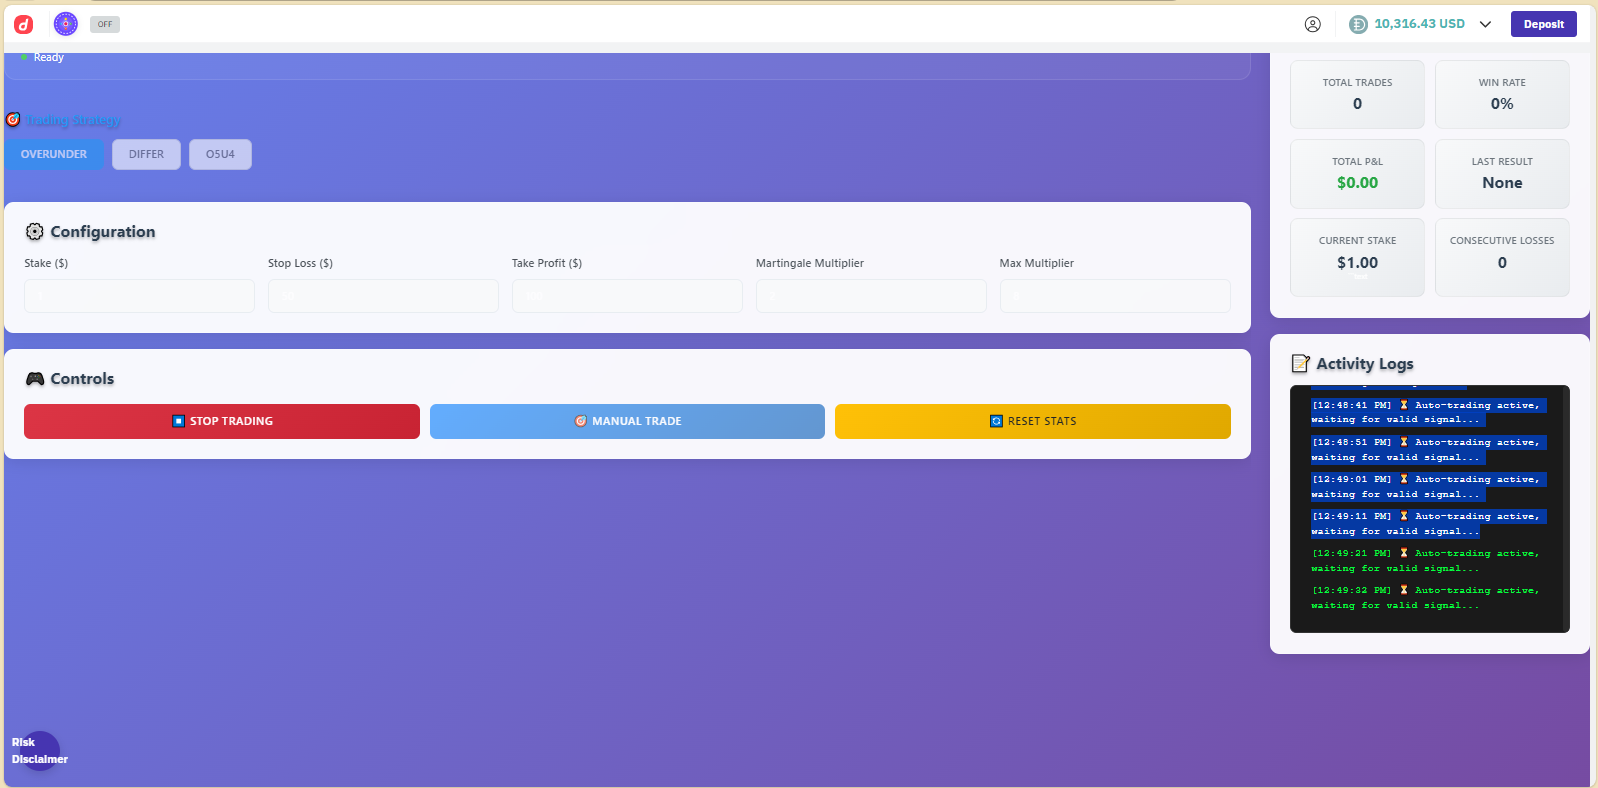 d
OFF
10,316.43 USD
Deposit
Ready
Trading Strategy
OVERUNDER
DIFFER
O5U4
Configuration
Stake ($)
Stop Loss ($)
Take Profit ($)
Martingale Multiplier
Max Multiplier
Controls
STOP TRADING
MANUAL TRADE
RESET STATS
TOTAL TRADES
0
WIN RATE
0%
TOTAL P&L
$0.00
LAST RESULT
None
CURRENT STAKE
$1.00
CONSECUTIVE LOSSES
0
Activity Logs
[12:48:41 PM] ⏳ Auto-trading active,
waiting for valid signal...
[12:48:51 PM] ⏳ Auto-trading active,
waiting for valid signal...
[12:49:01 PM] ⏳ Auto-trading active,
waiting for valid signal...
[12:49:11 PM] ⏳ Auto-trading active,
waiting for valid signal...
[12:49:21 PM] ⏳ Auto-trading active,
waiting for valid signal...
[12:49:32 PM] ⏳ Auto-trading active,
waiting for valid signal...
Risk
Disclaimer